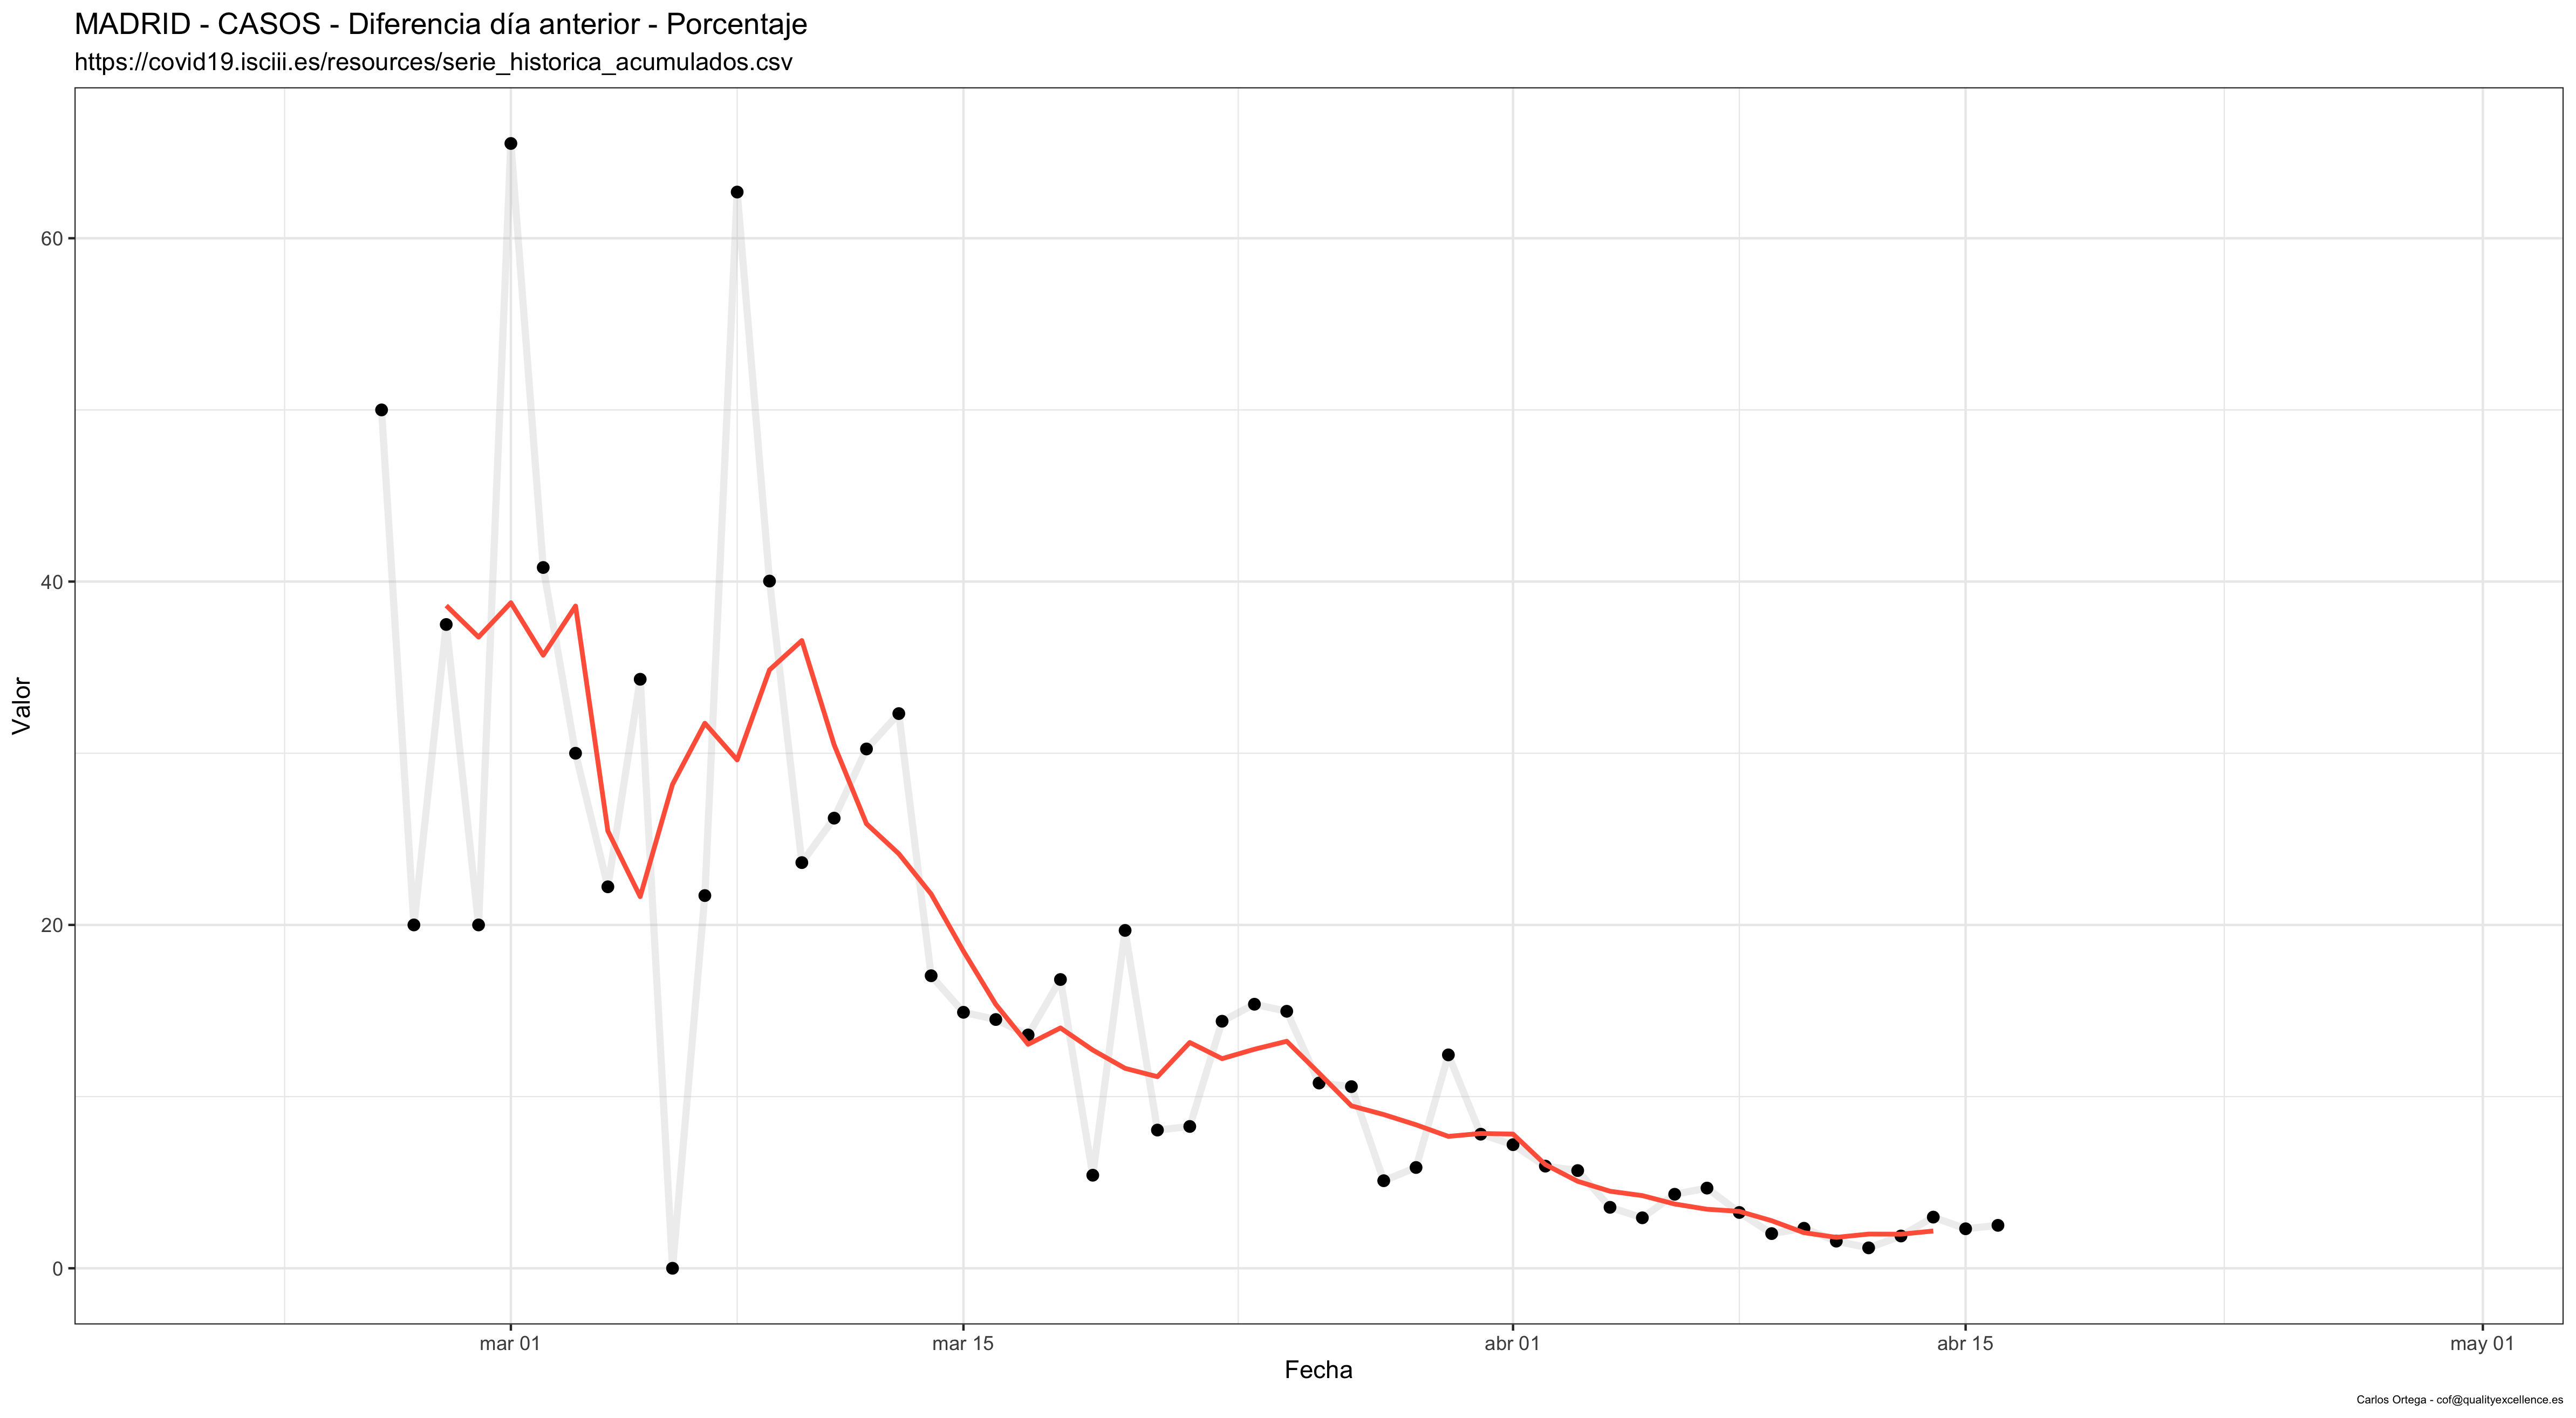 MADRID - CASOS - Diferencia día anterior - Porcentaje
https://covid19.isciii.es/resources/serie_historica_acumulados.csv
Valor
60
40
20
0
mar 01
mar 15
abr 01
abr 15
may 01
Fecha
Carlos Ortega - cof@qualityexcellence.es